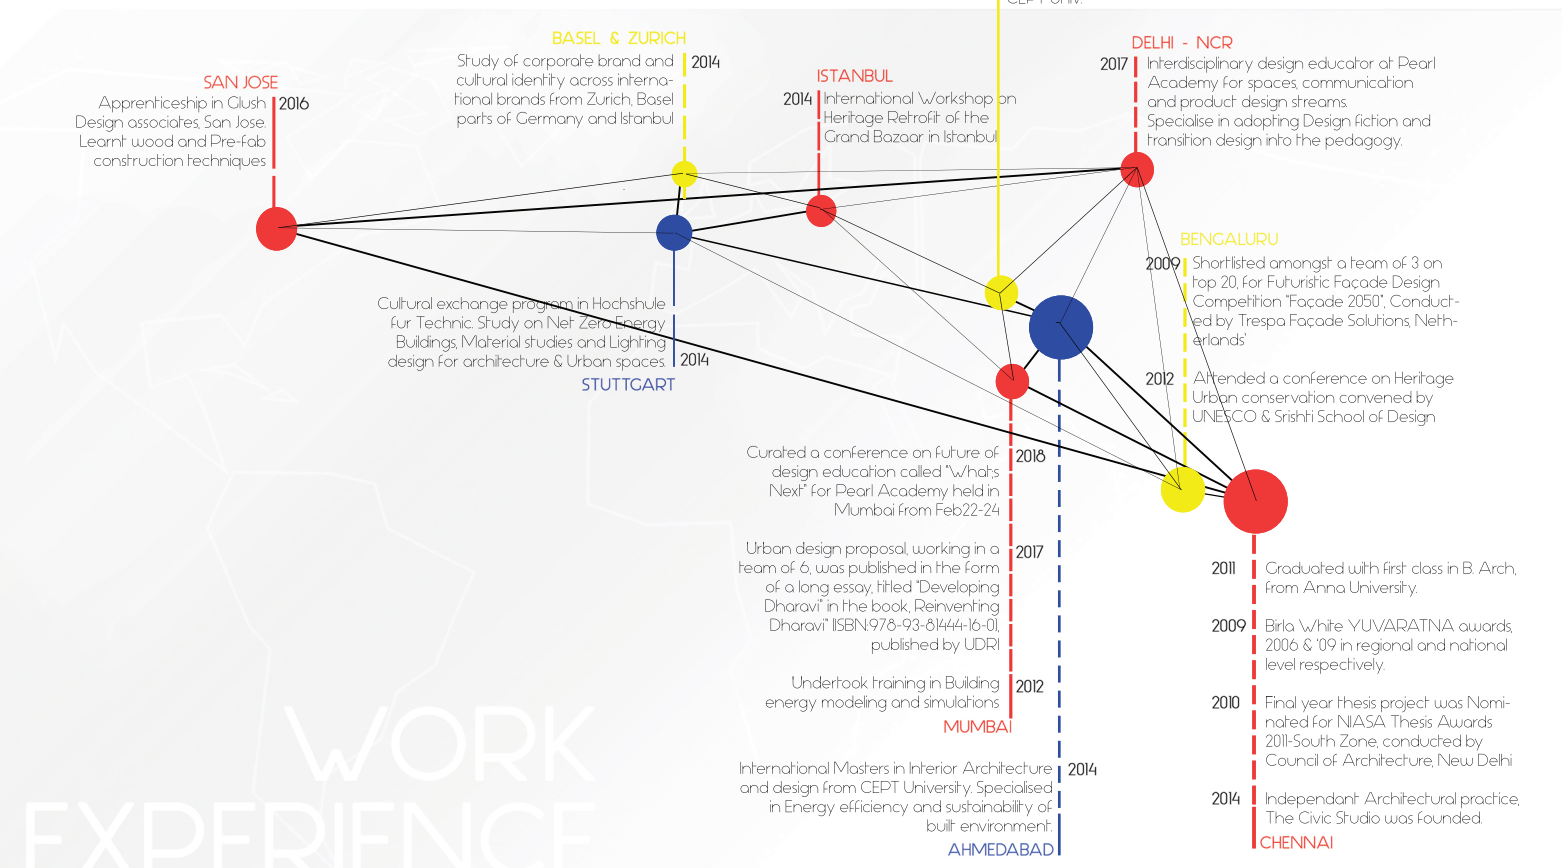 CEPT Univ.
BASEL & ZURICH
2014
Study of corporate brand and
cultural identity across interna-
tional brands from Zurich, Basel
parts of Germany and Istanbul
DELHI - NCR
2017
Interdisciplinary design educator at Pearl
Academy for spaces, communication
and product design streams.
Specialise in adopting Design fiction and
transition design into the pedagogy.
SAN JOSE
2016
Apprenticeship in Glush
Design associates, San Jose.
Learnt wood and Pre-fab
construction techniques
ISTANBUL
2014
International Workshop on
Heritage Retrofit of the
Grand Bazaar in Istanbul
BENGALURU
2009
Shortlisted amongst a team of 3 on
top 20, for Futuristic Façade Design
Competition "Façade 2050", Conduct-
ed by Trespa Façade Solutions, Neth-
erlands'
2012
Attended a conference on Heritage
Urban conservation convened by
UNESCO & Srishti School of Design
Cultural exchange program in Hochshule
fur Technic. Study on Net Zero Energy
Buildings, Material studies and Lighting
design for architecture & Urban spaces.
2014
STUTTGART
Curated a conference on future of
design education called "What;s
Next" for Pearl Academy held in
Mumbai from Feb22-24
2018
Urban design proposal, working in a
team of 6, was published in the form
of a long essay, titled "Developing
Dharavi" in the book, Reinventing
Dharavi" [ISBN:978-93-81444-16-0],
published by UDRI
2017
Undertook training in Building
energy modeling and simulations
2012
MUMBAI
International Masters in Interior Architecture
and design from CEPT University. Specialised
in Energy efficiency and sustainability of
built environment.
2014
AHMEDABAD
2011
Graduated with first class in B. Arch,
from Anna University.
2009
Birla White YUVARATNA awards,
2006 & '09 in regional and national
level respectively.
2010
Final year thesis project was Nomi-
nated for NIASA Thesis Awards
2011-South Zone, conducted by
Council of Architecture, New Delhi
2014
Independant Architectural practice,
The Civic Studio was founded.
CHENNAI
WORK
EXPERIENCE